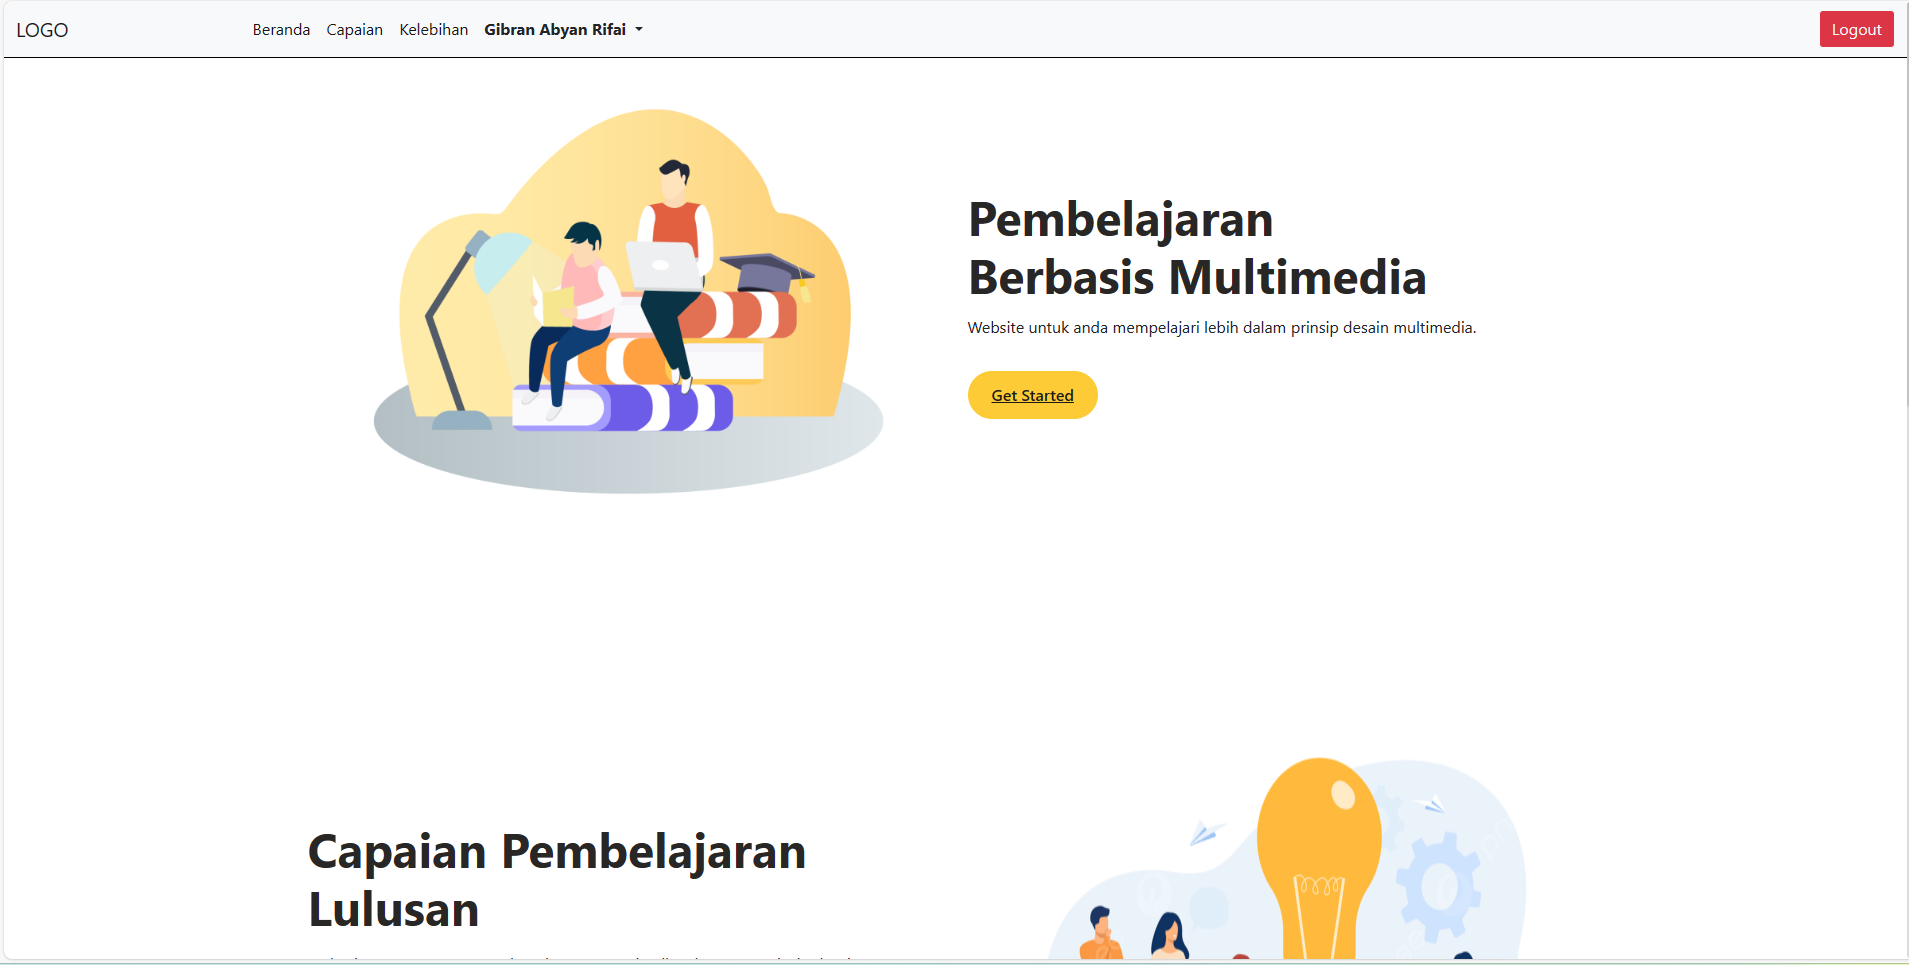 LOGO
Beranda
Capaian
Kelebihan
Gibran Abyan Rifai
Logout
Pembelajaran
Berbasis Multimedia
Website untuk anda mempelajari lebih dalam prinsip desain multimedia.
Get Started
Capaian Pembelajaran
Lulusan